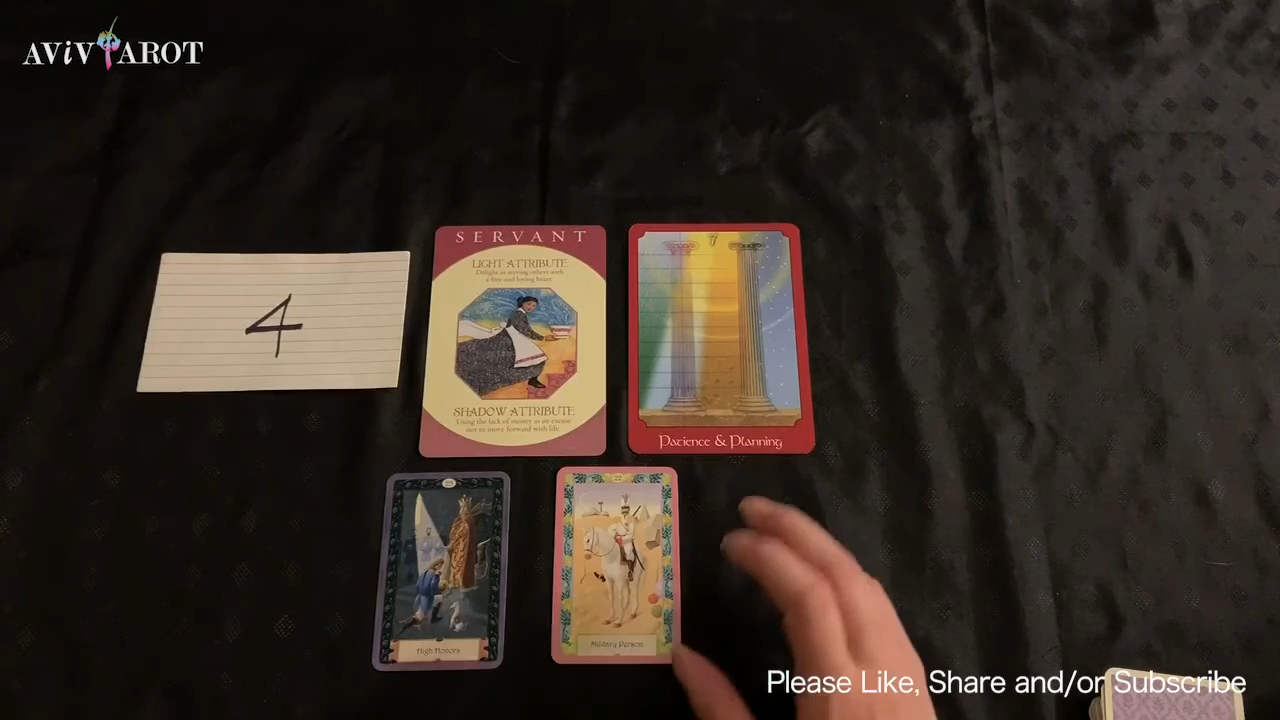 AViV TAROT
4
SERVANT
LIGHT ATTRIBUTE
Delight in serving others with
a free and loving heart
SHADOW ATTRIBUTE
Using the lack of money as an excuse
not to move forward with life
7
Patience & Planning
High Honors
Military Person
Please Like, Share and/or Subscribe